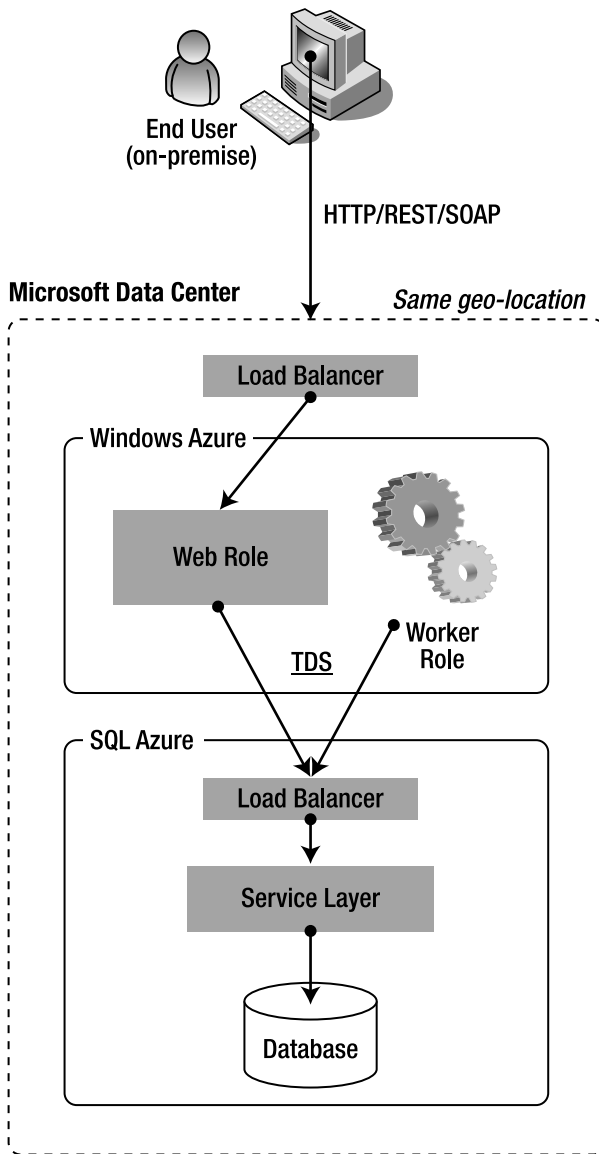 End User
(on-premise)
HTTP/REST/SOAP
Microsoft Data Center
Same geo-location
Load Balancer
Windows Azure
Web Role
Worker
Role
TDS
SQL Azure
Load Balancer
Service Layer
Database